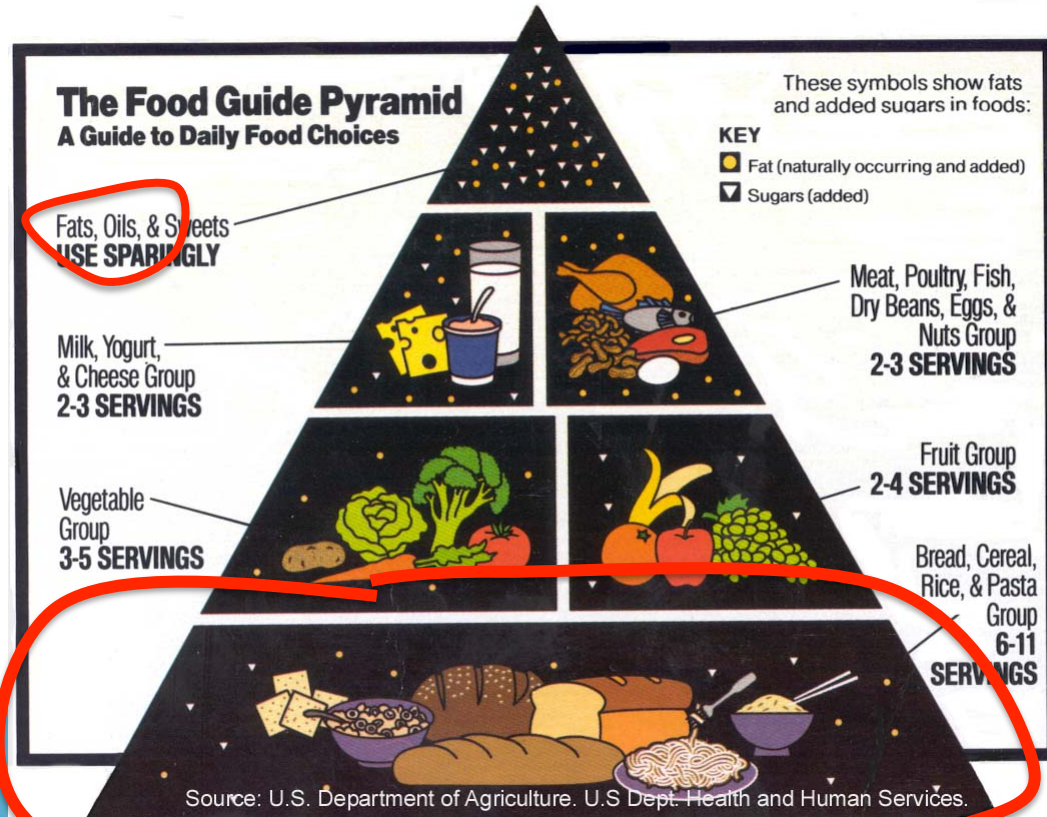 The Food Guide Pyramid
A Guide to Daily Food Choices
These symbols show fats
and added sugars in foods:
KEY
Fat (naturally occurring and added)
Sugars (added)
Fats, Oils, & Sweets
USE SPARINGLY
Milk, Yogurt,
& Cheese Group
2-3 SERVINGS
Meat, Poultry, Fish,
Dry Beans, Eggs, &
Nuts Group
2-3 SERVINGS
Vegetable
Group
3-5 SERVINGS
Fruit Group
2-4 SERVINGS
Bread, Cereal,
Rice, & Pasta
Group
6-11
SERVINGS
Source: U.S. Department of Agriculture. U.S Dept. Health and Human Services.